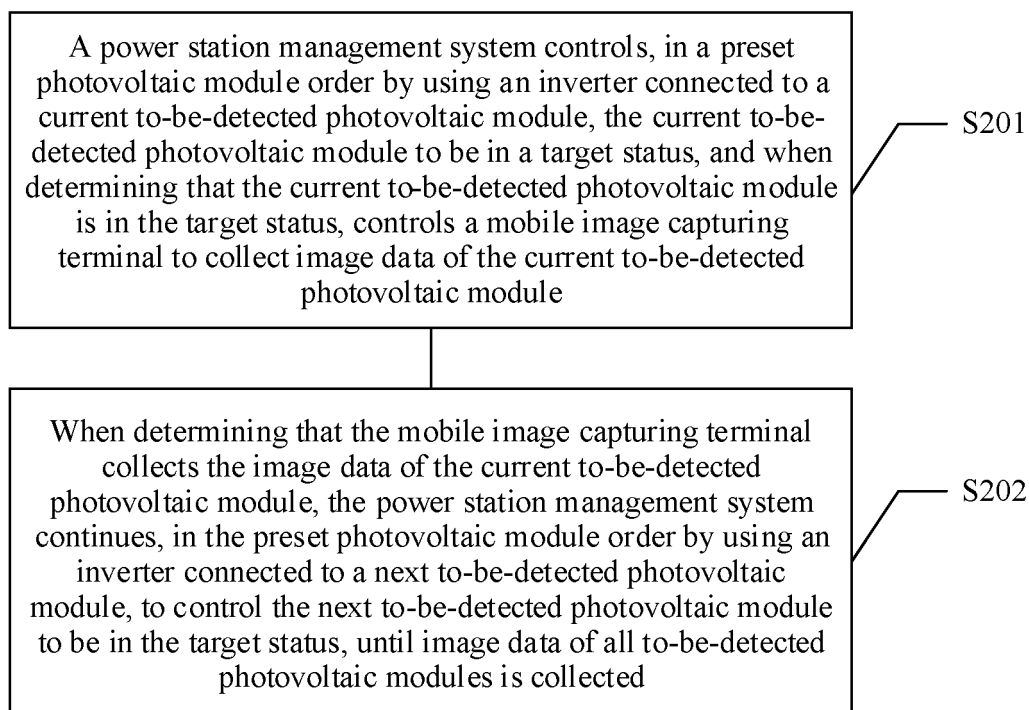 A power station management system controls, in a preset
photovoltaic module order by using an inverter connected to a
current to-be-detected photovoltaic module, the current to-be-
detected photovoltaic module to be in a target status, and when
determining that the current to-be-detected photovoltaic module
is in the target status, controls a mobile image capturing
terminal to collect image data of the current to-be-detected
photovoltaic module
S201
When determining that the mobile image capturing terminal
collects the image data of the current to-be-detected
photovoltaic module, the power station management system
continues, in the preset photovoltaic module order by using an
inverter connected to a next to-be-detected photovoltaic
module, to control the next to-be-detected photovoltaic module
to be in the target status, until image data of all to-be-detected
photovoltaic modules is collected
S202